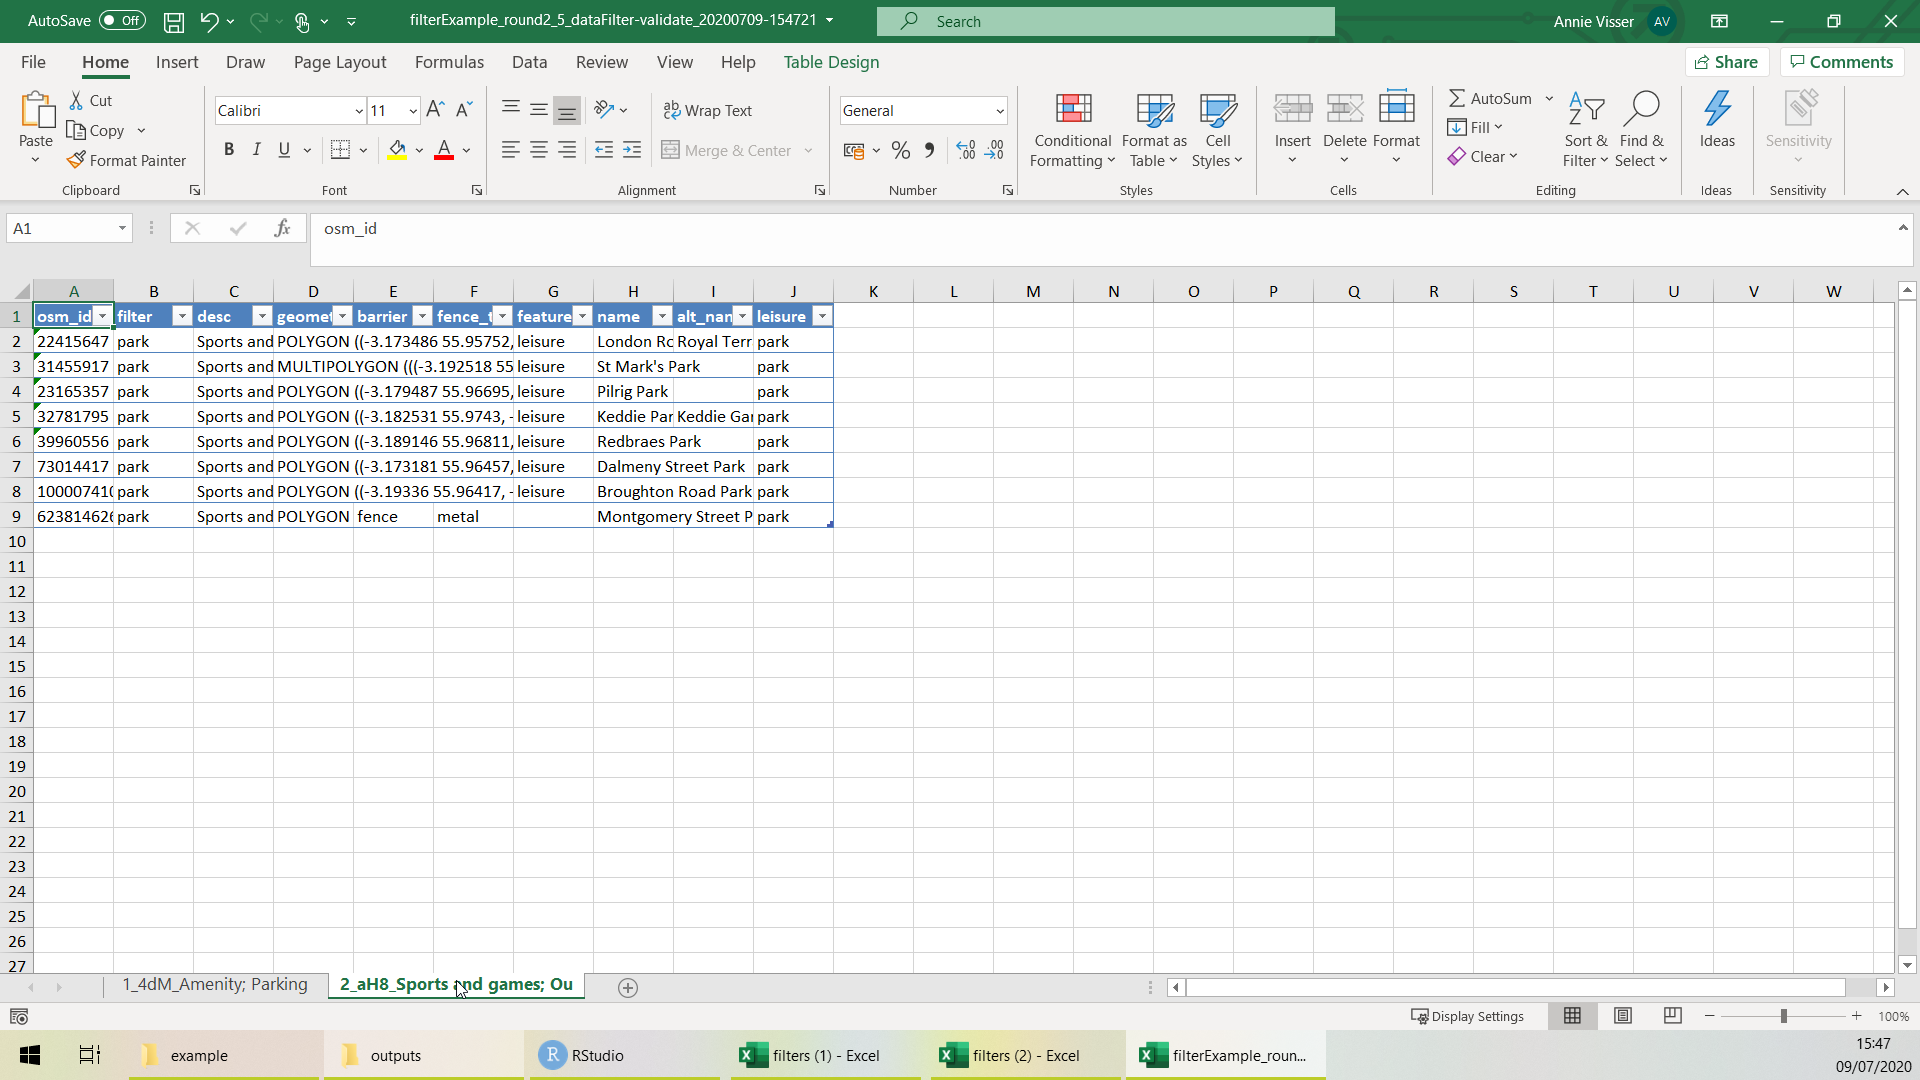 AutoSave Off filterExample_round2_5_dataFilter-validate_20200709-154721 Search Annie Visser AV
File Home Insert Draw Page Layout Formulas Data Review View Help Table Design Share Comments
Paste Cut Copy Format Painter Clipboard
Calibri 11 B I U A Font
ab Wrap Text Merge & Center Alignment
General % Number
Conditional Formatting Format as Table Cell Styles Styles
Insert Delete Format Cells
AutoSum Fill Clear Sort & Filter Find & Select Editing
Ideas Ideas
Sensitivity Sensitivity
A1 fx osm_id
A B C D E F G H I J K L M N O P Q R S T U V W
1 osm_id filter desc geomet barrier fence_t feature name alt_nan leisure
2 22415647 park Sports and POLYGON ((-3.173486 55.95752, leisure London Rc Royal Terr park
3 31455917 park Sports and MULTIPOLYGON (((-3.192518 55 leisure St Mark's Park park
4 23165357 park Sports and POLYGON ((-3.179487 55.96695, leisure Pilrig Park park
5 32781795 park Sports and POLYGON ((-3.182531 55.9743, - leisure Keddie Par Keddie Gar park
6 39960556 park Sports and POLYGON ((-3.189146 55.96811, leisure Redbraes Park park
7 73014417 park Sports and POLYGON ((-3.173181 55.96457, leisure Dalmeny Street Park park
8 100007410 park Sports and POLYGON ((-3.19336 55.96417, - leisure Broughton Road Park park
9 623814626 park Sports and POLYGON fence metal Montgomery Street P park
10
11
12
13
14
15
16
17
18
19
20
21
22
23
24
25
26
27
1_4dM_Amenity; Parking 2_aH8_Sports and games; Ou
Display Settings 100%
example outputs R RStudio filters (1) - Excel filters (2) - Excel filterExample_roun... 15:47
09/07/2020